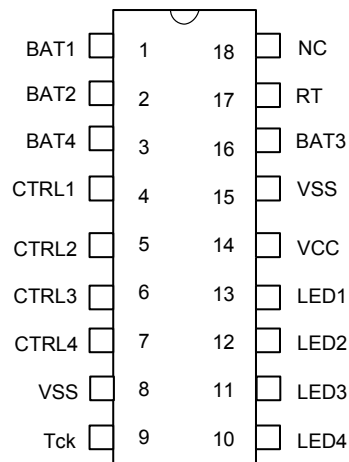 BAT1 1 18 NC
BAT2 2 17 RT
BAT4 3 16 BAT3
CTRL1 4 15 VSS
CTRL2 5 14 VCC
CTRL3 6 13 LED1
CTRL4 7 12 LED2
VSS 8 11 LED3
Tck 9 10 LED4